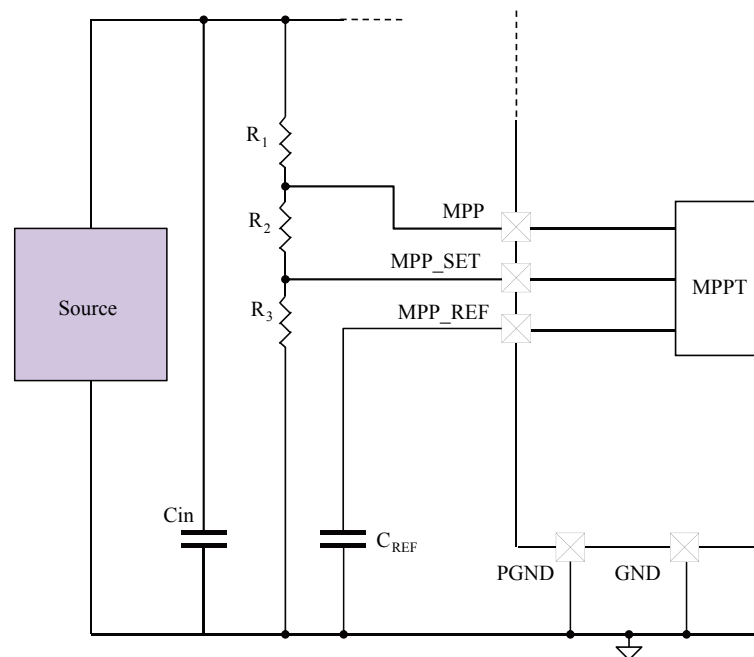 R1
MPP
R2
MPP_SET
MPPT
Source
R3
MPP_REF
Cin
CREF
PGND
GND